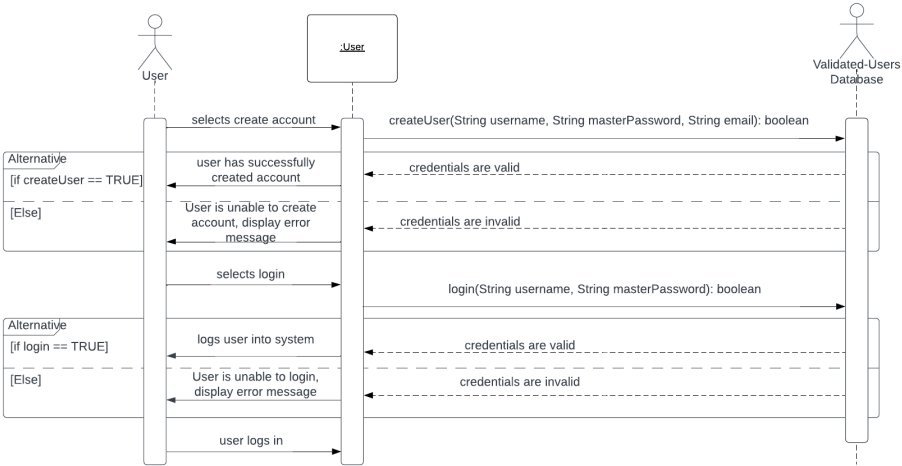 :User
User
Validated-Users
Database
selects create account
createUser(String username, String masterPassword, String email): boolean
Alternative
[if createUser == TRUE]
user has successfully
created account
credentials are valid
[Else]
User is unable to create
account, display error
message
credentials are invalid
selects login
login(String username, String masterPassword): boolean
Alternative
[if login == TRUE]
logs user into system
credentials are valid
[Else]
User is unable to login,
display error message
credentials are invalid
user logs in